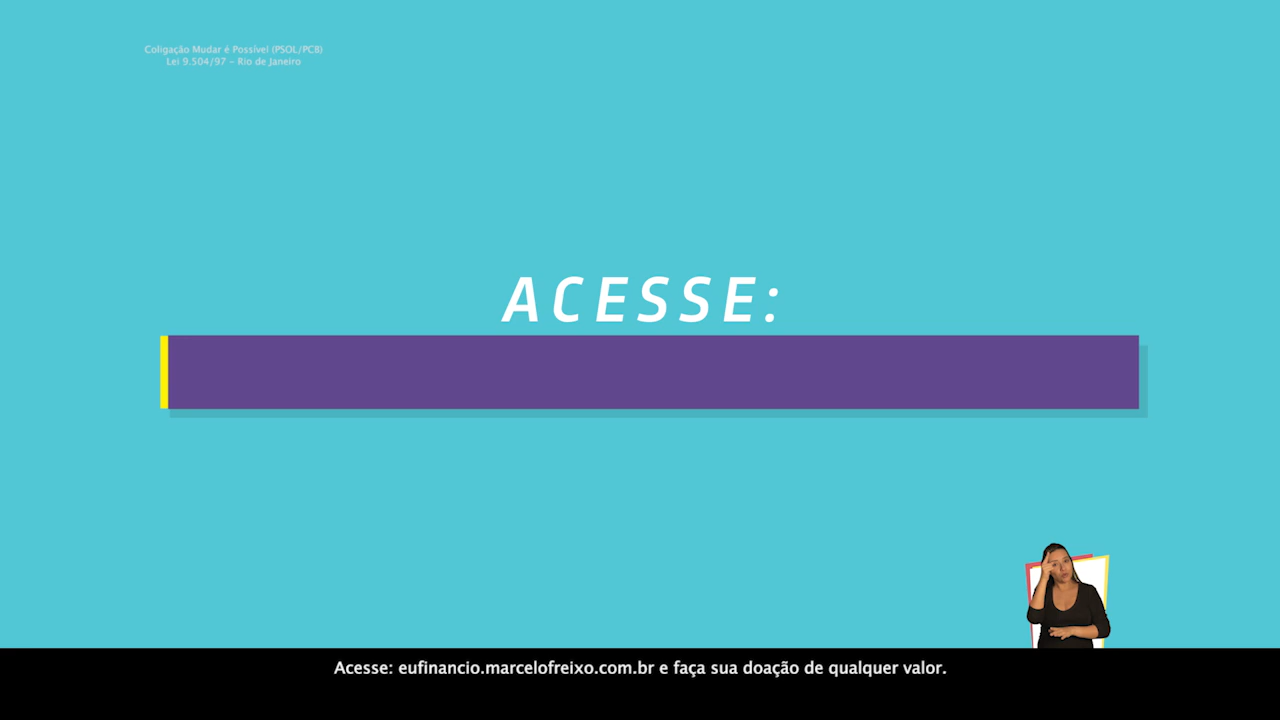 Coligação Mudar é Possível (PSOL/PCB)
Lei 9.504/97 - Rio de Janeiro
ACESSE:
Acesse: eufinancio.marcelofreixo.com.br e faça sua doação de qualquer valor.